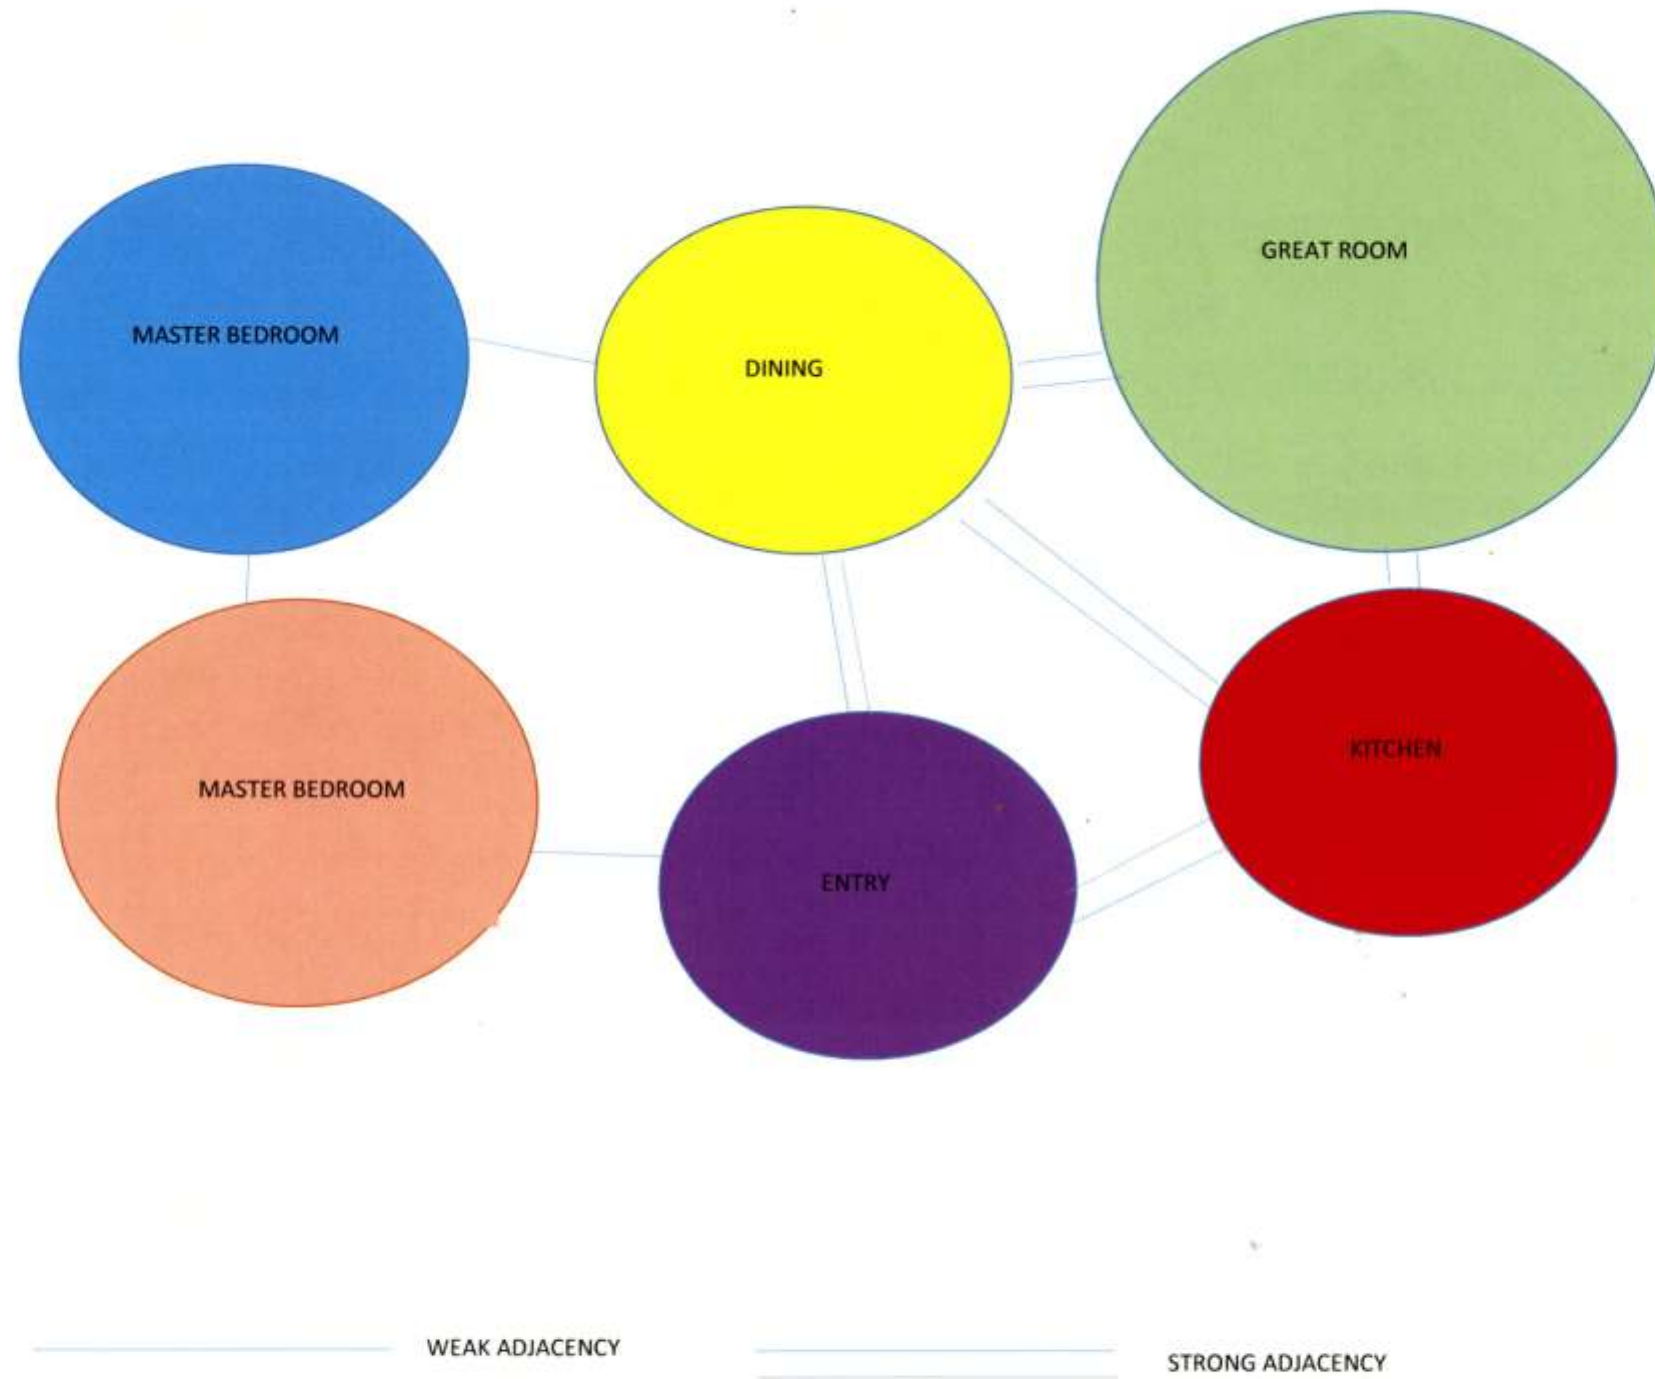 GREAT ROOM
MASTER BEDROOM
DINING
KITCHEN
MASTER BEDROOM
ENTRY
WEAK ADJACENCY
STRONG ADJACENCY